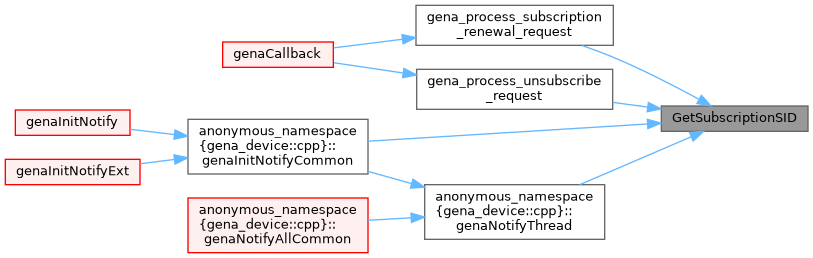 gena_process_subscription
_renewal_request
genaCallback
gena_process_unsubscribe
_request
GetSubscriptionSID
genaInitNotify
anonymous_namespace
{gena_device::cpp}::
genaInitNotifyCommon
genaInitNotifyExt
anonymous_namespace
{gena_device::cpp}::
genaNotifyThread
anonymous_namespace
{gena_device::cpp}::
genaNotifyAllCommon